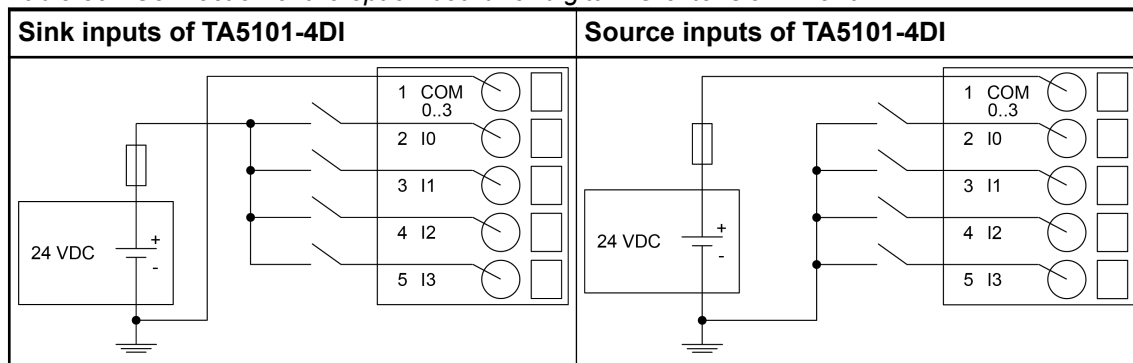 Sink inputs of TA5101-4DI
1 COM
0..3
2 I0
3 I1
4 I2
5 I3
24 VDC
+
-
Source inputs of TA5101-4DI
1 COM
0..3
2 I0
3 I1
4 I2
5 I3
24 VDC
+
-